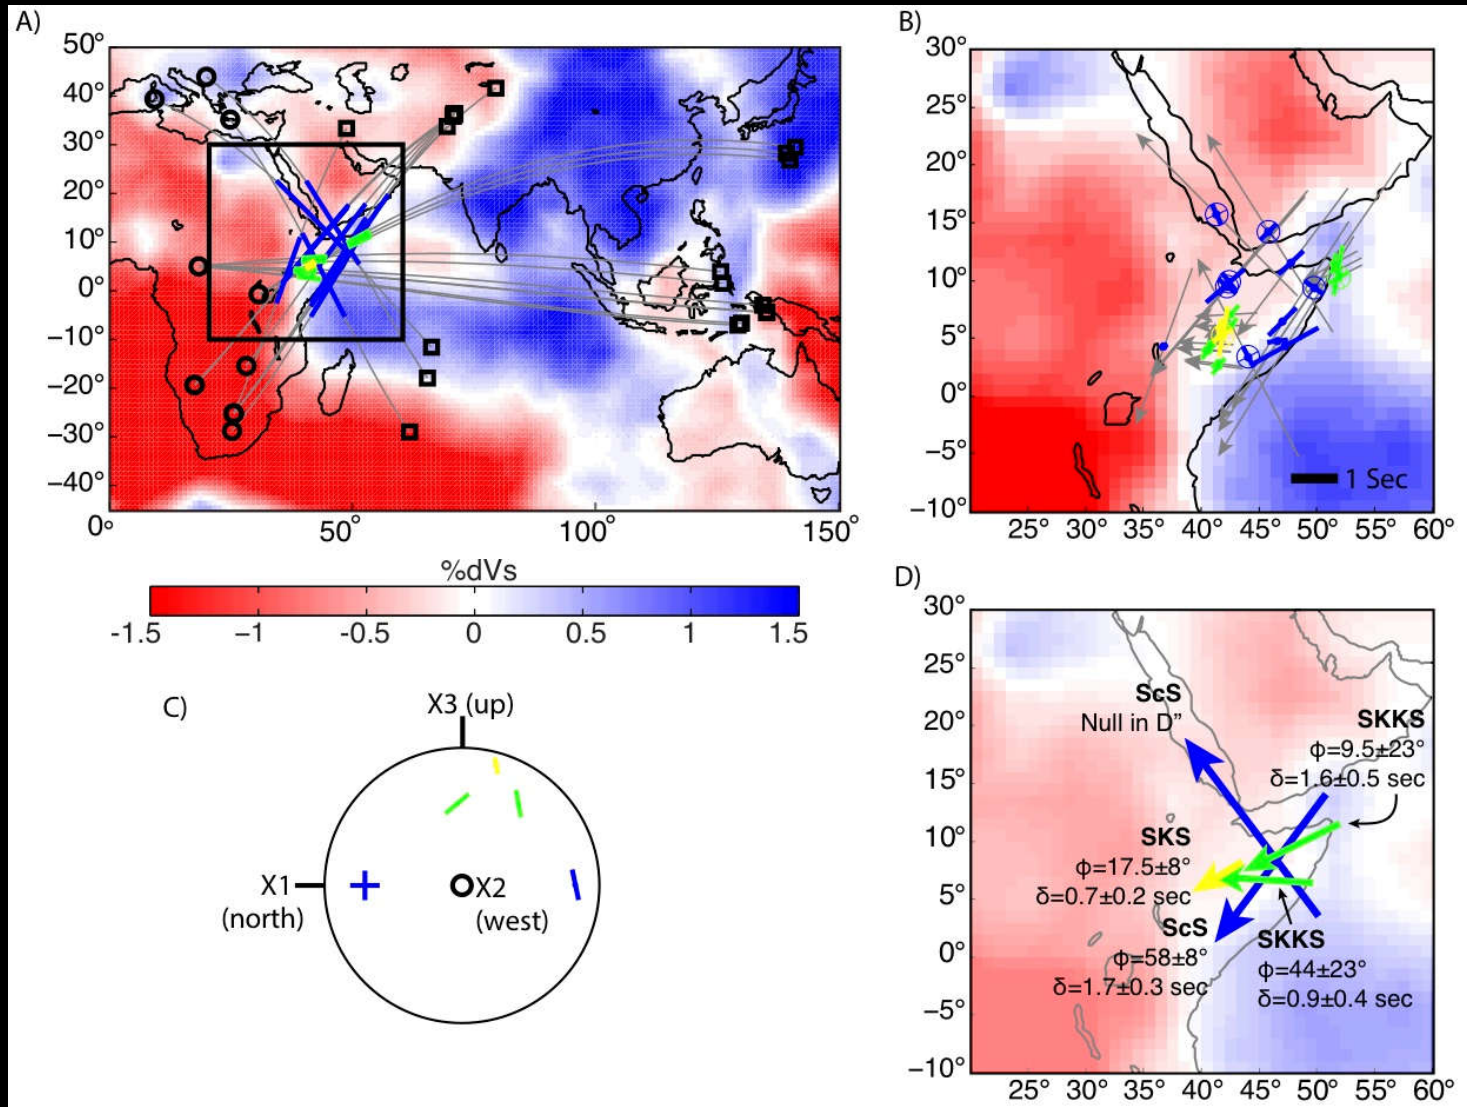 A)
50°
40°
30°
20°
10°
0°
−10°
−20°
−30°
−40°
0°
50°
100°
150°
%dVs
-1.5
−1
-0.5
0
0.5
1
1.5
B)
30°
25°
20°
15°
10°
5°
0°
−5°
−10°
1 Sec
25° 30° 35° 40° 45° 50° 55° 60°
C)
X3 (up)
X1
(north)
X2
(west)
D)
30°
25°
20°
15°
10°
5°
0°
−5°
−10°
ScS
Null in D”
SKKS
ϕ=9.5±23°
δ=1.6±0.5 sec
SKS
ϕ=17.5±8°
δ=0.7±0.2 sec
ScS
ϕ=58±8°
δ=1.7±0.3 sec
SKKS
ϕ=44±23°
δ=0.9±0.4 sec
25° 30° 35° 40° 45° 50° 55° 60°